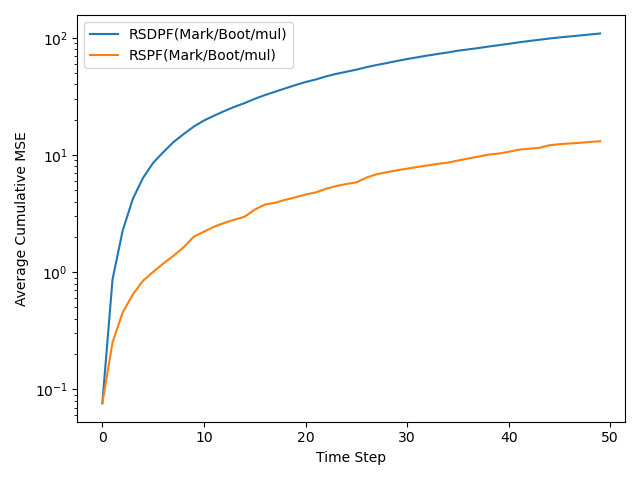 RSDPF(Mark/Boot/mul)
RSPF(Mark/Boot/mul)
Average Cumulative MSE
10²
10¹
10⁰
10⁻¹
0 10 20 30 40 50
Time Step